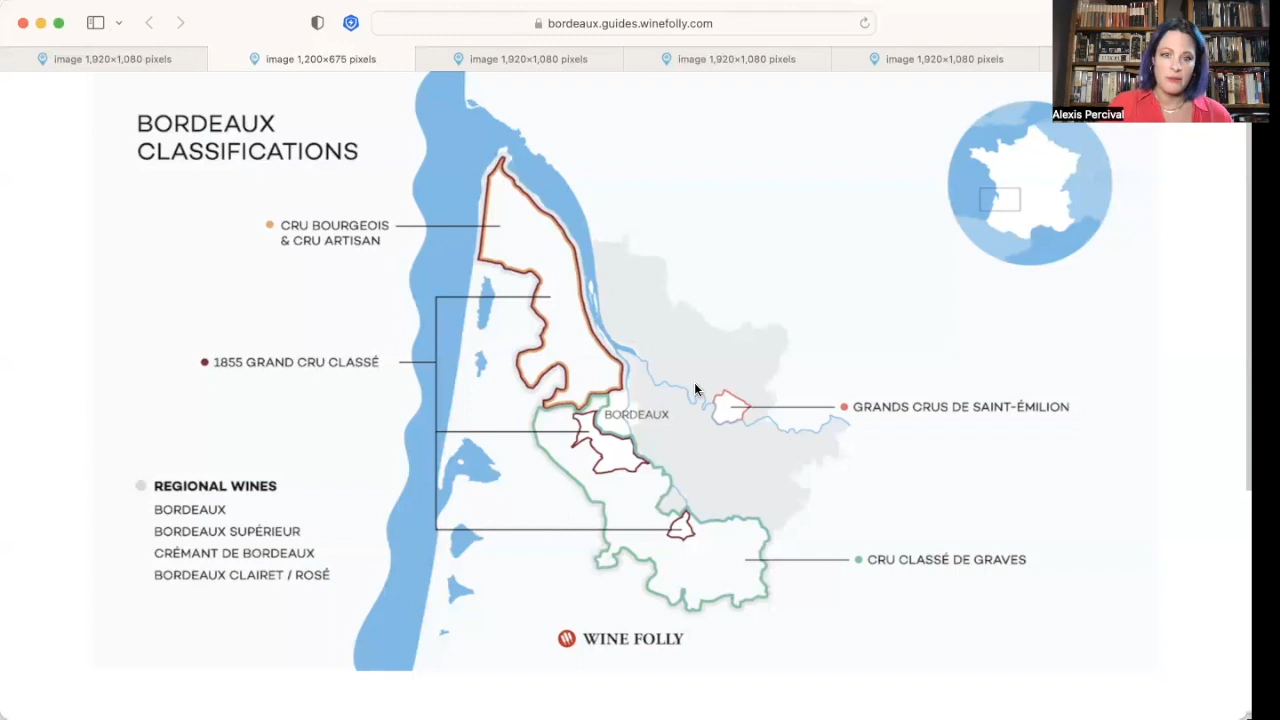 bordeaux.guides.winefolly.com
image 1,920×1,080 pixels
image 1,200×675 pixels
image 1,920×1,080 pixels
image 1,920×1,080 pixels
image 1,920×1,080 pixels
Alexis Percival
BORDEAUX
CLASSIFICATIONS
CRU BOURGEOIS
& CRU ARTISAN
1855 GRAND CRU CLASSÉ
BORDEAUX
GRANDS CRUS DE SAINT-ÉMILION
REGIONAL WINES
BORDEAUX
BORDEAUX SUPÉRIEUR
CRÉMANT DE BORDEAUX
BORDEAUX CLAIRET / ROSÉ
CRU CLASSÉ DE GRAVES
WINE FOLLY